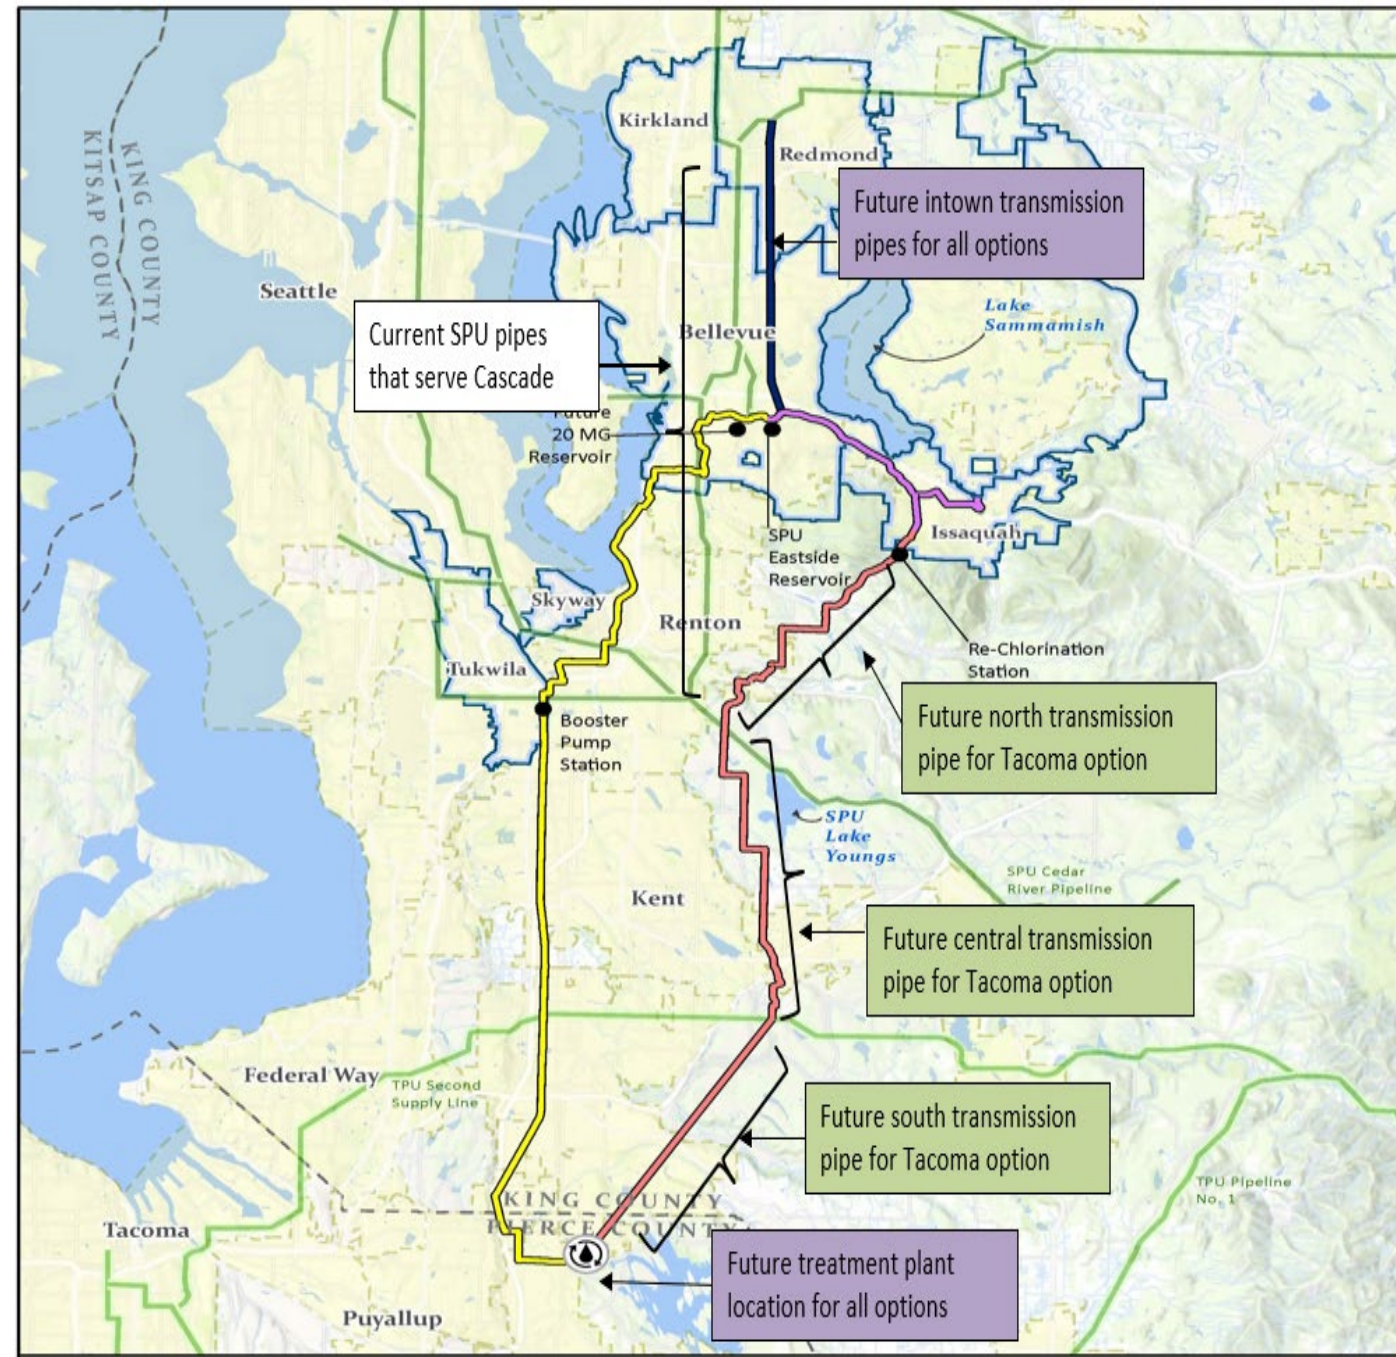 Kirkland
Redmond
Future intown transmission
pipes for all options
KING COUNTY
KITSAP COUNTY
Seattle
Lake
Sammamish
Current SPU pipes
that serve Cascade
Bellevue
Future
20 MG
Reservoir
SPU
Eastside
Reservoir
Issaquah
Skyway
Renton
Re-Chlorination
Station
Tukwila
Future north transmission
pipe for Tacoma option
Booster
Pump
Station
SPU
Lake
Youngs
SPU Cedar
River Pipeline
Kent
Future central transmission
pipe for Tacoma option
Federal Way
TPU Second
Supply Line
Future south transmission
pipe for Tacoma option
TPU Pipeline
No. 1
KING COUNTY
PIERCE COUNTY
Tacoma
Future treatment plant
location for all options
Puyallup